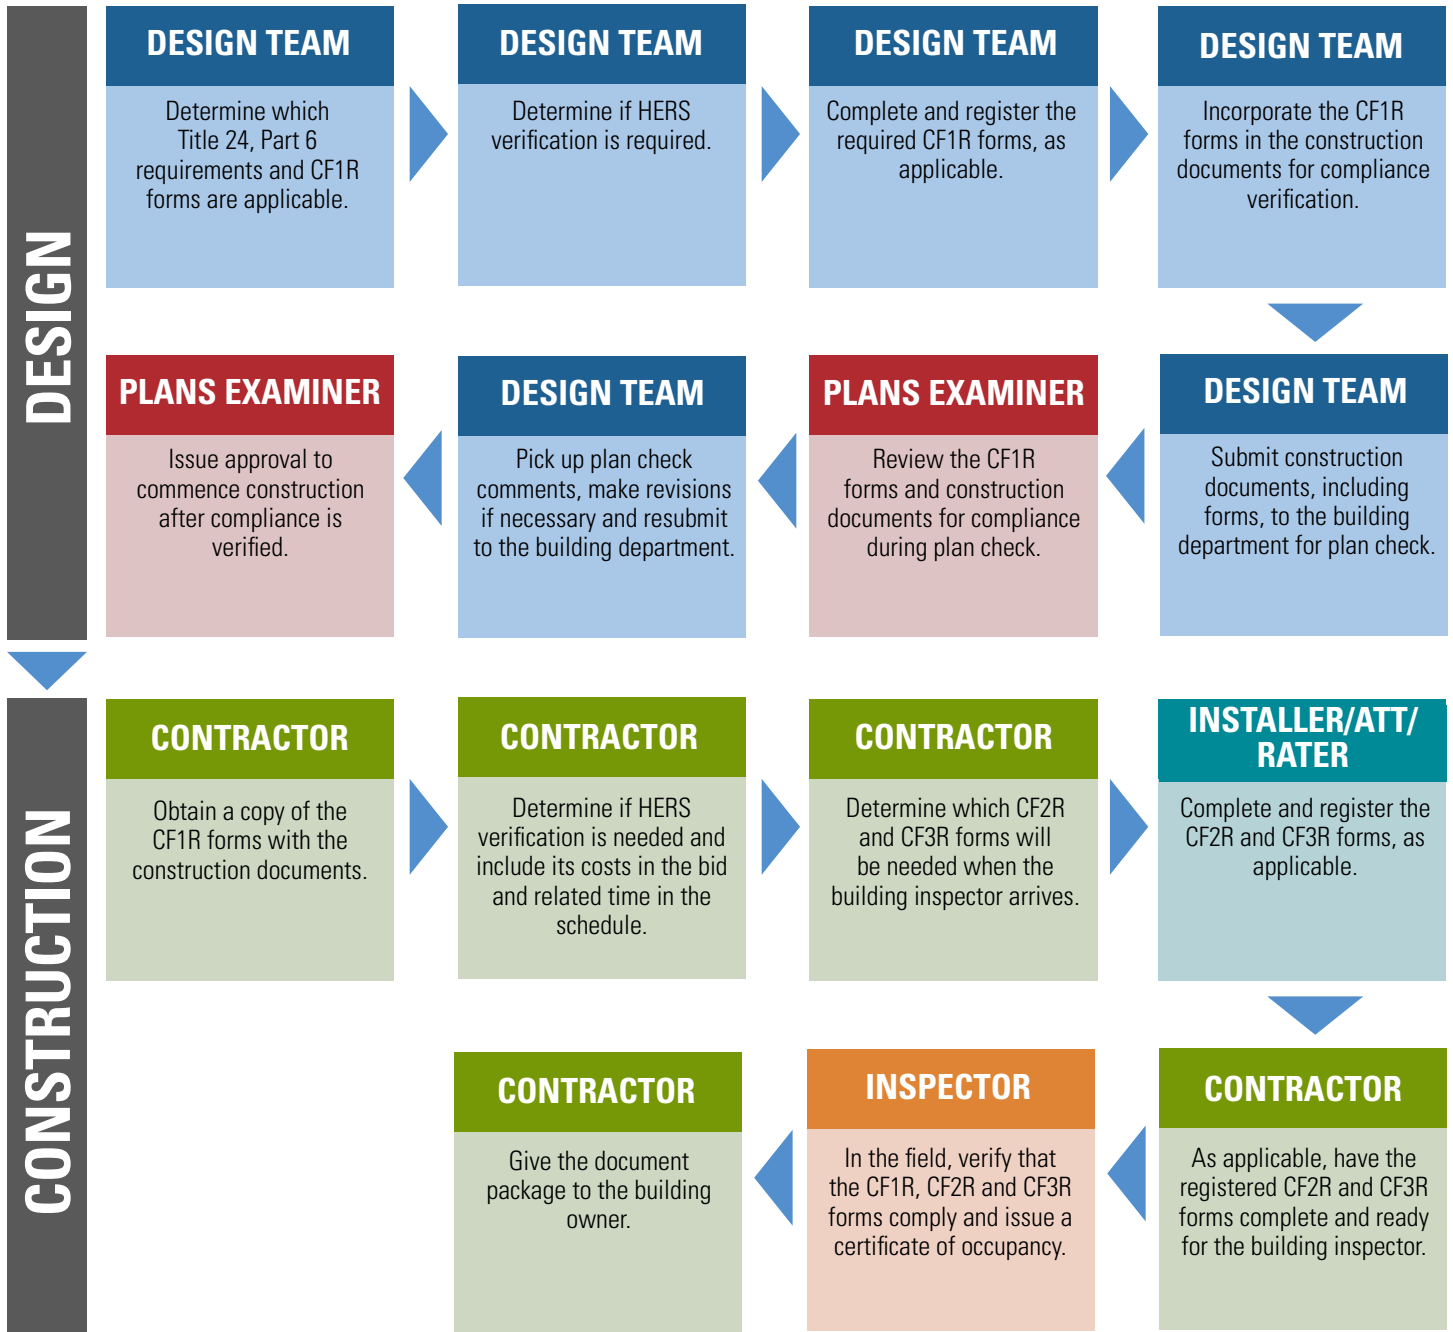 DESIGN
DESIGN TEAM
Determine which
Title 24, Part 6
requirements and CF1R
forms are applicable.
DESIGN TEAM
Determine if HERS
verification is required.
DESIGN TEAM
Complete and register the
required CF1R forms, as
applicable.
DESIGN TEAM
Incorporate the CF1R
forms in the construction
documents for compliance
verification.
DESIGN TEAM
Submit construction
documents, including
forms, to the building
department for plan check.
PLANS EXAMINER
Review the CF1R
forms and construction
documents for compliance
during plan check.
DESIGN TEAM
Pick up plan check
comments, make revisions
if necessary and resubmit
to the building department.
PLANS EXAMINER
Issue approval to
commence construction
after compliance is
verified.
CONSTRUCTION
CONTRACTOR
Obtain a copy of the
CF1R forms with the
construction documents.
CONTRACTOR
Determine if HERS
verification is needed and
include its costs in the bid
and related time in the
schedule.
CONTRACTOR
Determine which CF2R
and CF3R forms will
be needed when the
building inspector arrives.
INSTALLER/ATT/
RATER
Complete and register the
CF2R and CF3R forms, as
applicable.
CONTRACTOR
As applicable, have the
registered CF2R and CF3R
forms complete and ready
for the building inspector.
INSPECTOR
In the field, verify that
the CF1R, CF2R and CF3R
forms comply and issue a
certificate of occupancy.
CONTRACTOR
Give the document
package to the building
owner.